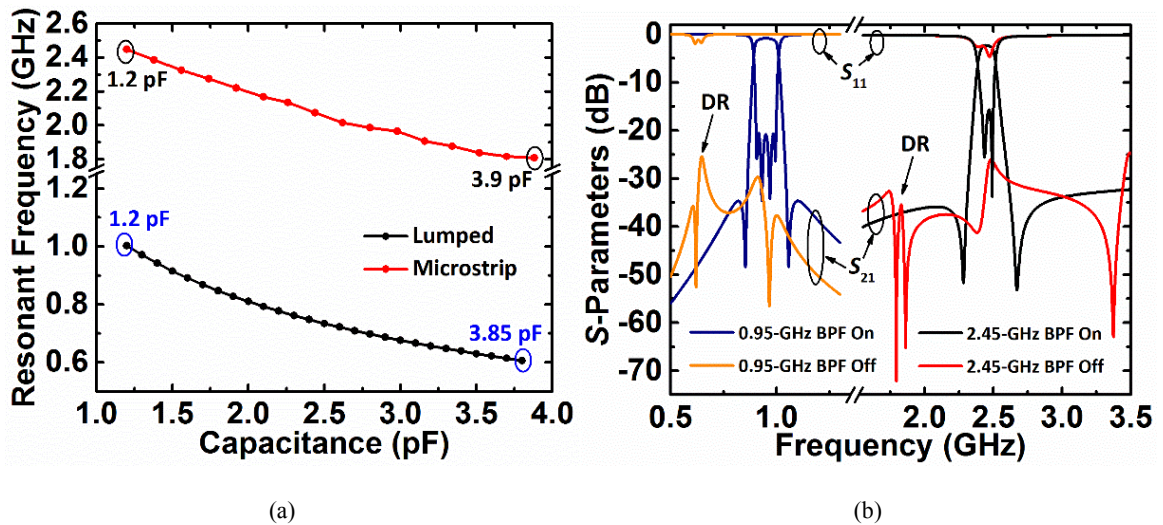 2.6
2.4
2.2
2.0
1.8
1.2
1.0
0.8
0.6
Resonant Frequency (GHz)
1.2 pF
3.9 pF
1.2 pF
3.85 pF
Lumped
Microstrip
1.0 1.5 2.0 2.5 3.0 3.5 4.0
Capacitance (pF)
(a)
0
-10
-20
-30
-40
-50
-60
-70
S-Parameters (dB)
S11
DR
DR
S21
0.95-GHz BPF On
0.95-GHz BPF Off
2.45-GHz BPF On
2.45-GHz BPF Off
0.5 1.0 2.0 2.5 3.0 3.5
Frequency (GHz)
(b)